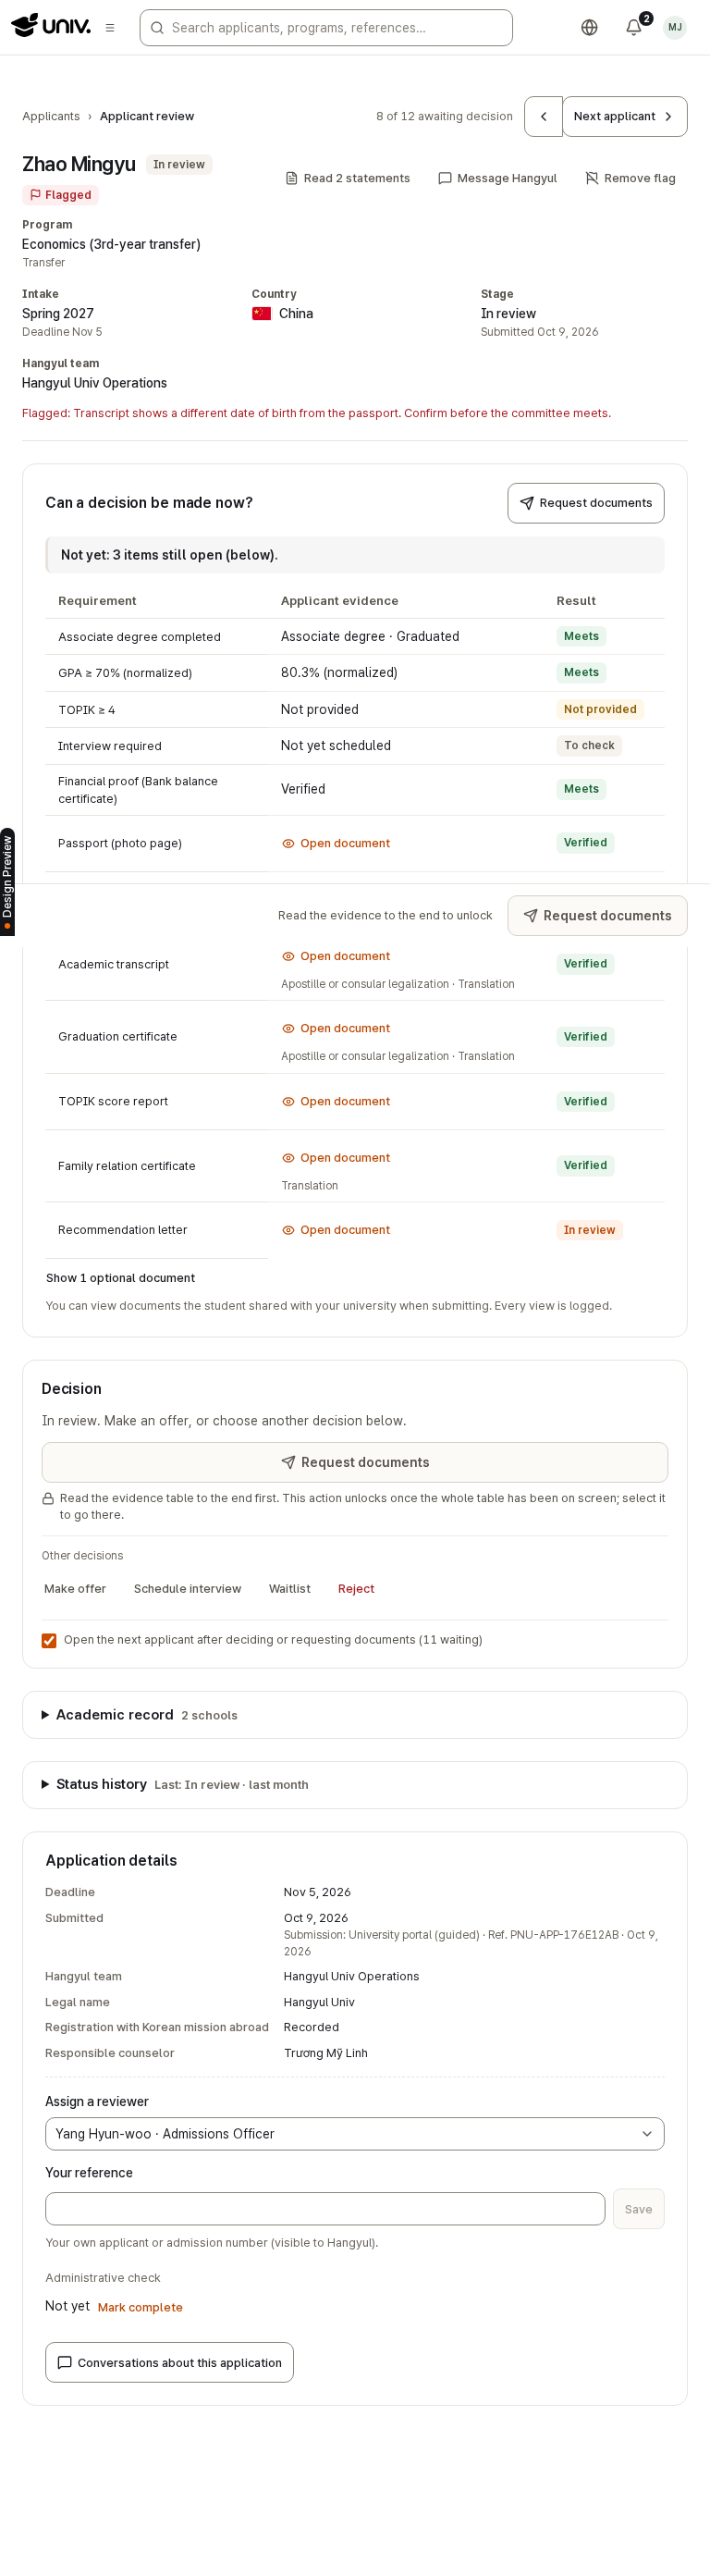 univ.
Search applicants, programs, references...
2
MJ
Applicants › Applicant review
8 of 12 awaiting decision
Next applicant
Zhao Mingyu
In review
Flagged
Read 2 statements
Message Hangyul
Remove flag
Program
Economics (3rd-year transfer)
Transfer
Intake
Spring 2027
Deadline Nov 5
Country
China
Stage
In review
Submitted Oct 9, 2026
Hangyul team
Hangyul Univ Operations
Flagged: Transcript shows a different date of birth from the passport. Confirm before the committee meets.
Can a decision be made now?
Request documents
Not yet: 3 items still open (below).
Requirement Applicant evidence Result
Associate degree completed Associate degree · Graduated Meets
GPA ≥ 70% (normalized) 80.3% (normalized) Meets
TOPIK ≥ 4 Not provided Not provided
Interview required Not yet scheduled To check
Financial proof (Bank balance
certificate)
Verified Meets
Passport (photo page) Open document Verified
Design Preview
Read the evidence to the end to unlock
Request documents
Academic transcript
Open document
Apostille or consular legalization · Translation
Verified
Graduation certificate
Open document
Apostille or consular legalization · Translation
Verified
TOPIK score report Open document Verified
Family relation certificate
Open document
Translation
Verified
Recommendation letter Open document In review
Show 1 optional document
You can view documents the student shared with your university when submitting. Every view is logged.
Decision
In review. Make an offer, or choose another decision below.
Request documents
Read the evidence table to the end first. This action unlocks once the whole table has been on screen; select it
to go there.
Other decisions
Make offer Schedule interview Waitlist Reject
Open the next applicant after deciding or requesting documents (11 waiting)
Academic record 2 schools
Status history Last: In review · last month
Application details
Deadline Nov 5, 2026
Submitted Oct 9, 2026
Submission: University portal (guided) · Ref. PNU-APP-176E12AB · Oct 9,
2026
Hangyul team Hangyul Univ Operations
Legal name Hangyul Univ
Registration with Korean mission abroad Recorded
Responsible counselor Trương Mỹ Linh
Assign a reviewer
Yang Hyun-woo · Admissions Officer
Your reference
Save
Your own applicant or admission number (visible to Hangyul).
Administrative check
Not yet Mark complete
Conversations about this application